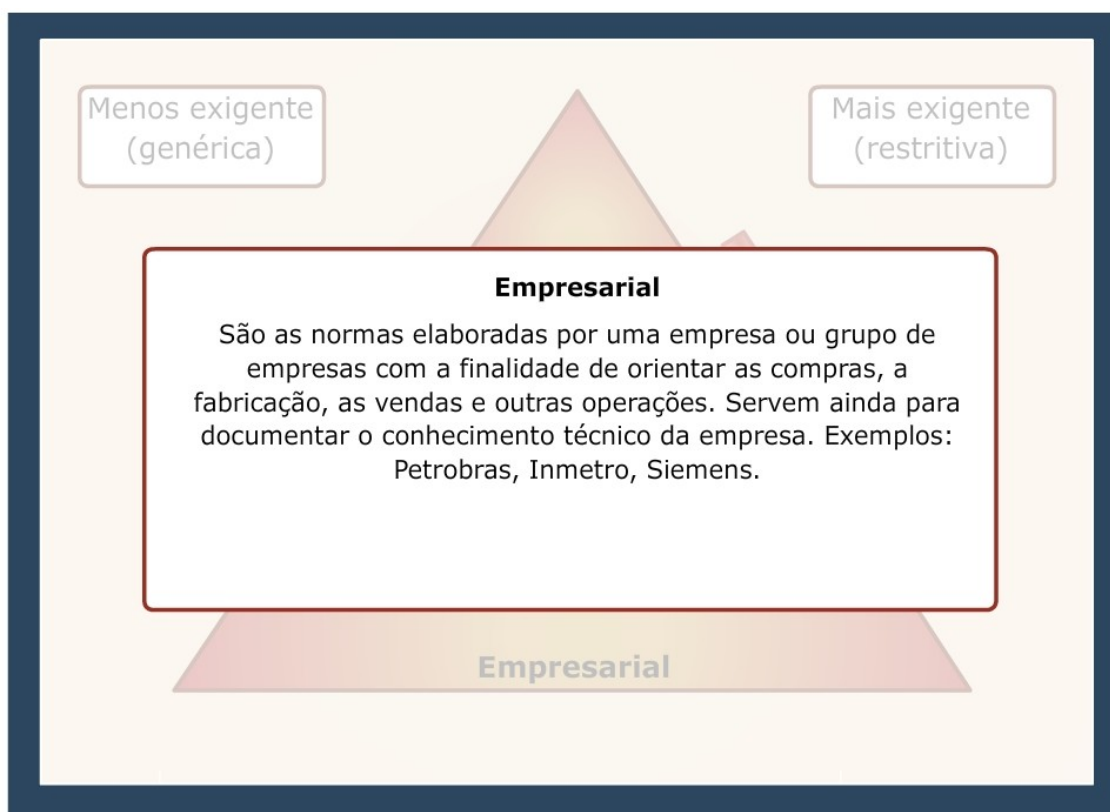 Menos exigente
(genérica)
Mais exigente
(restritiva)
Empresarial
São as normas elaboradas por uma empresa ou grupo de
empresas com a finalidade de orientar as compras, a
fabricação, as vendas e outras operações. Servem ainda para
documentar o conhecimento técnico da empresa. Exemplos:
Petrobras, Inmetro, Siemens.
Empresarial